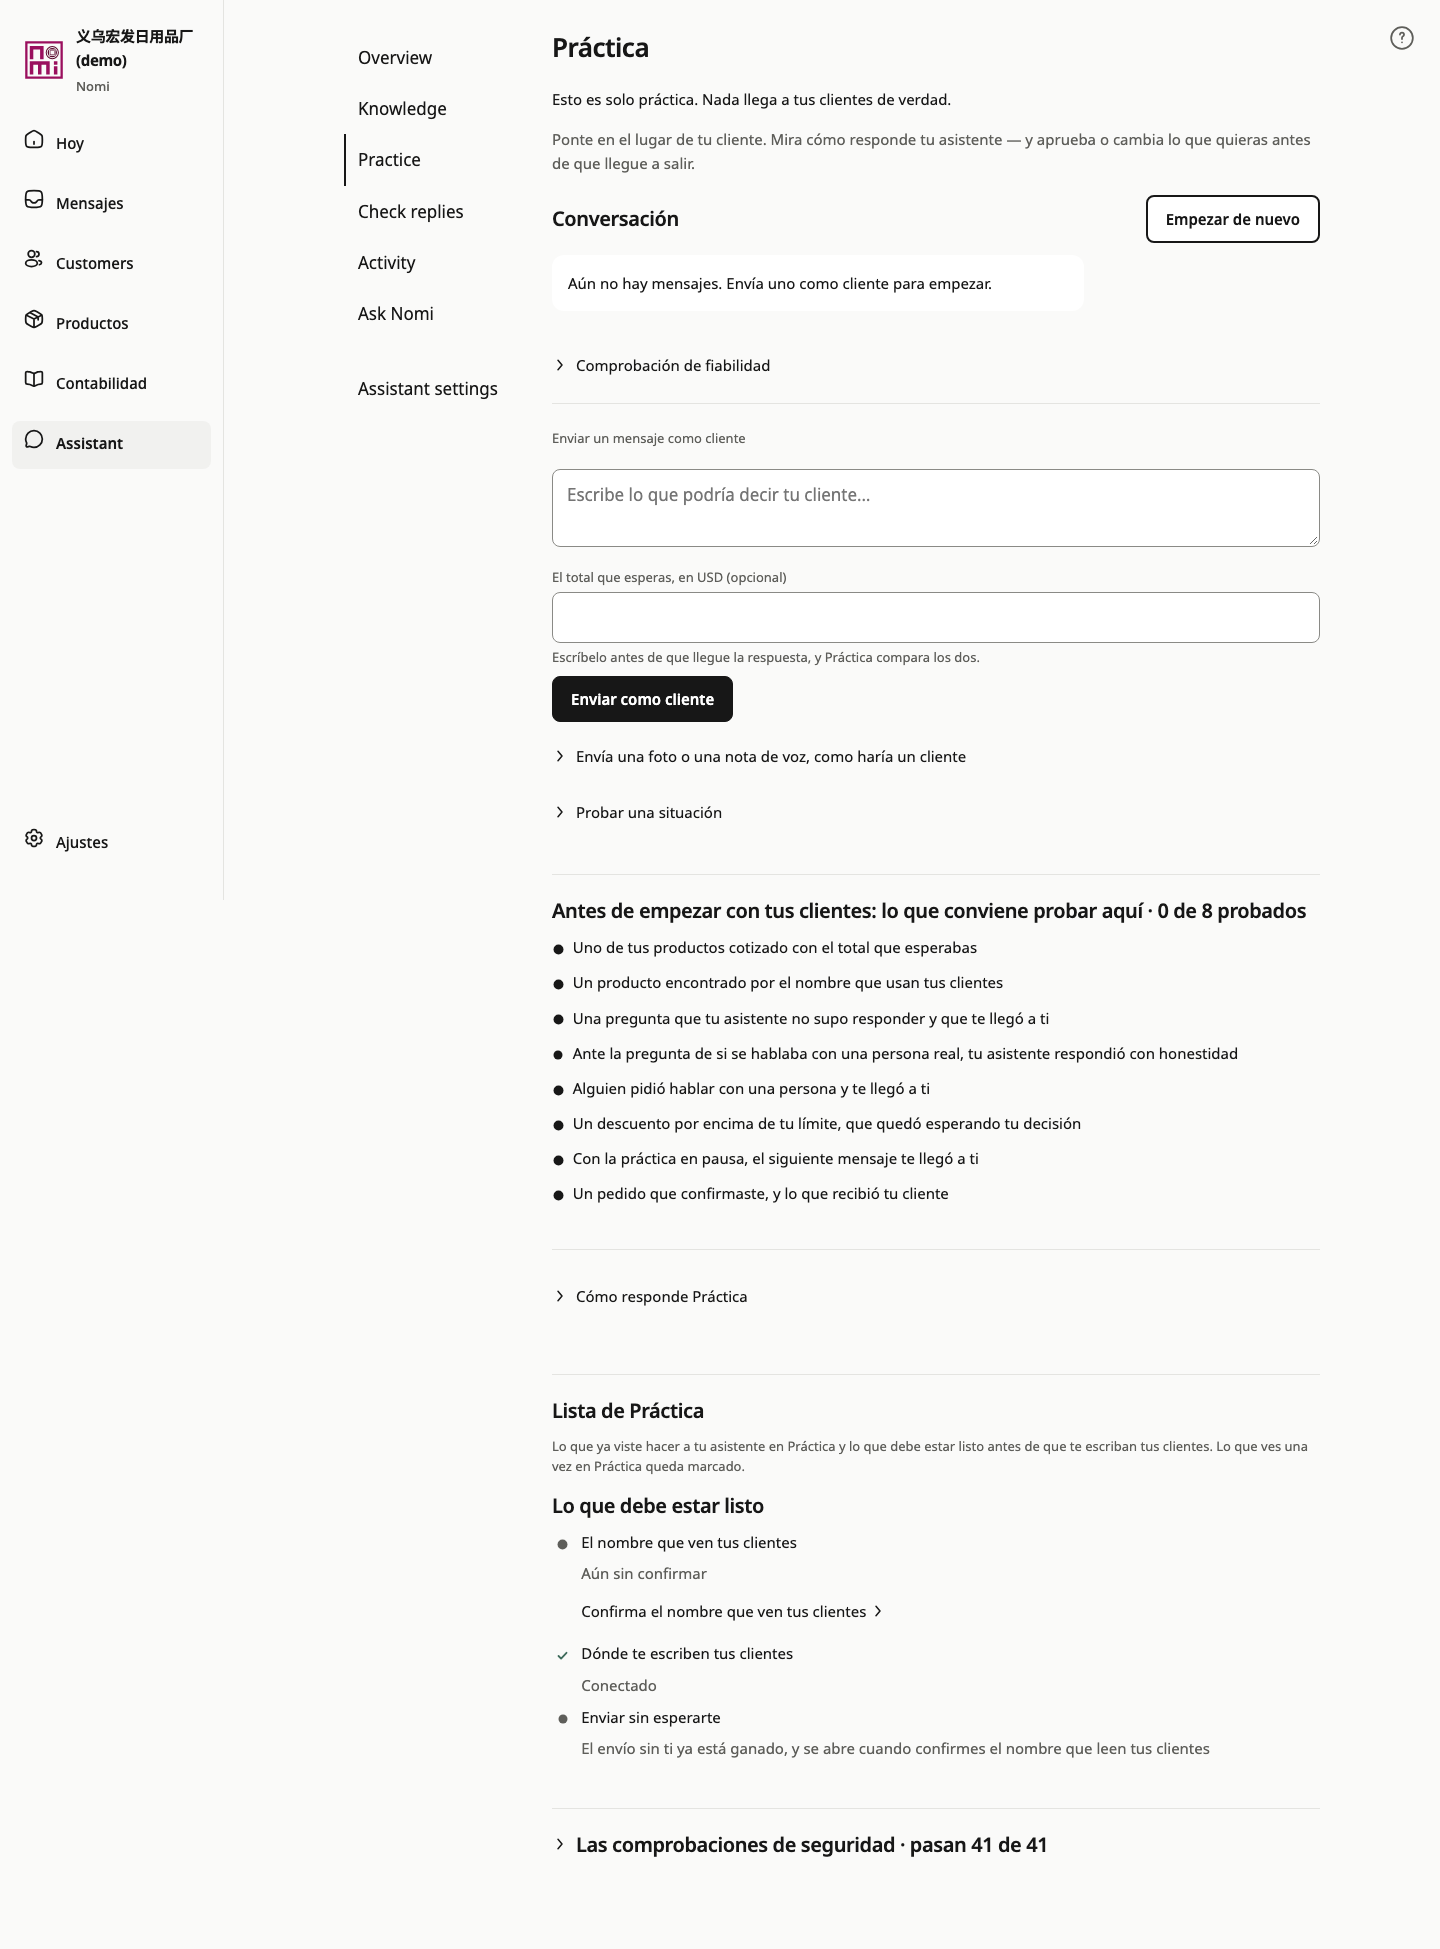 义乌宏发日用品厂
(demo)
Nomi
Hoy
Mensajes
Customers
Productos
Contabilidad
Assistant
Ajustes
Overview
Knowledge
Practice
Check replies
Activity
Ask Nomi
Assistant settings
Práctica
Esto es solo práctica. Nada llega a tus clientes de verdad.
Ponte en el lugar de tu cliente. Mira cómo responde tu asistente — y aprueba o cambia lo que quieras antes
de que llegue a salir.
Conversación
Empezar de nuevo
Aún no hay mensajes. Envía uno como cliente para empezar.
Comprobación de fiabilidad
Enviar un mensaje como cliente
Escribe lo que podría decir tu cliente...
El total que esperas, en USD (opcional)
Escríbelo antes de que llegue la respuesta, y Práctica compara los dos.
Enviar como cliente
Envía una foto o una nota de voz, como haría un cliente
Probar una situación
Antes de empezar con tus clientes: lo que conviene probar aquí · 0 de 8 probados
Uno de tus productos cotizado con el total que esperabas
Un producto encontrado por el nombre que usan tus clientes
Una pregunta que tu asistente no supo responder y que te llegó a ti
Ante la pregunta de si se hablaba con una persona real, tu asistente respondió con honestidad
Alguien pidió hablar con una persona y te llegó a ti
Un descuento por encima de tu límite, que quedó esperando tu decisión
Con la práctica en pausa, el siguiente mensaje te llegó a ti
Un pedido que confirmaste, y lo que recibió tu cliente
Cómo responde Práctica
Lista de Práctica
Lo que ya viste hacer a tu asistente en Práctica y lo que debe estar listo antes de que te escriban tus clientes. Lo que ves una
vez en Práctica queda marcado.
Lo que debe estar listo
El nombre que ven tus clientes
Aún sin confirmar
Confirma el nombre que ven tus clientes
Dónde te escriben tus clientes
Conectado
Enviar sin esperarte
El envío sin ti ya está ganado, y se abre cuando confirmes el nombre que leen tus clientes
Las comprobaciones de seguridad · pasan 41 de 41